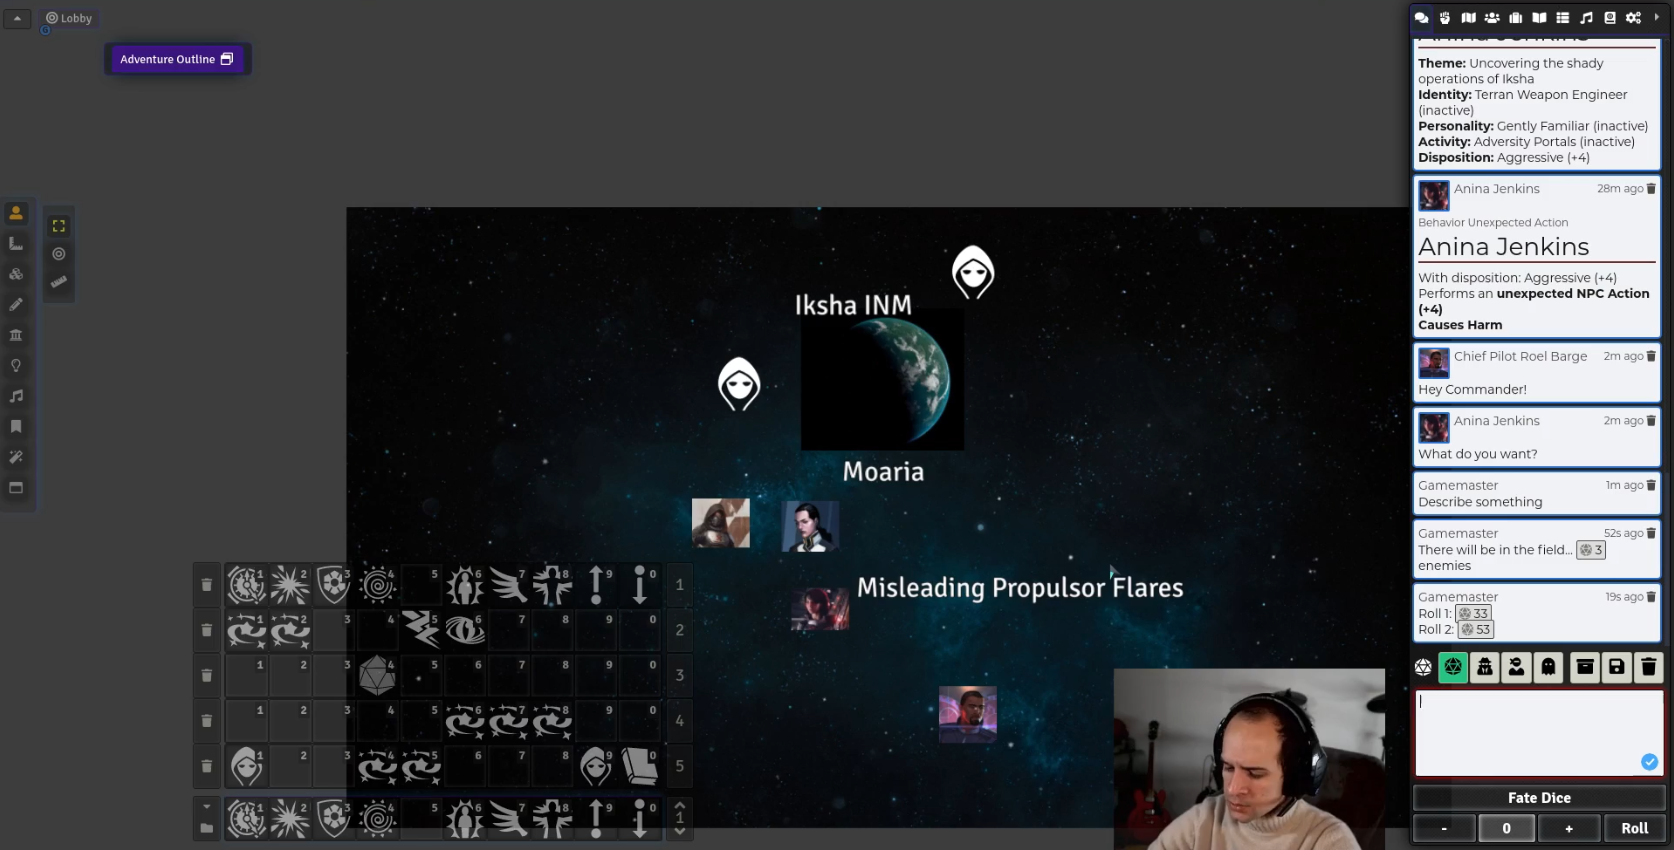 Lobby
Adventure Outline
Iksha INM
Moaria
Misleading Propulsor Flares
1 2 3 4 5 6 7 8 9 0 1
1 2 3 4 5 6 7 8 9 0 2
1 2 3 4 5 6 7 8 9 0 3
1 2 3 4 5 6 7 8 9 0 4
1 2 3 4 5 6 7 8 9 0 5
1 2 3 4 5 6 7 8 9 0 1
Theme: Uncovering the shady
operations of Iksha
Identity: Terran Weapon Engineer
(inactive)
Personality: Gently Familiar (inactive)
Activity: Adversity Portals (inactive)
Disposition: Aggressive (+4)
Anina Jenkins 28m ago
Behavior Unexpected Action
Anina Jenkins
With disposition: Aggressive (+4)
Performs an unexpected NPC Action
(+4)
Causes Harm
Chief Pilot Roel Barge 2m ago
Hey Commander!
Anina Jenkins 2m ago
What do you want?
Gamemaster 1m ago
Describe something
Gamemaster 52s ago
There will be in the field... 3
enemies
Gamemaster 19s ago
Roll 1: 33
Roll 2: 53
Fate Dice
- 0 + Roll